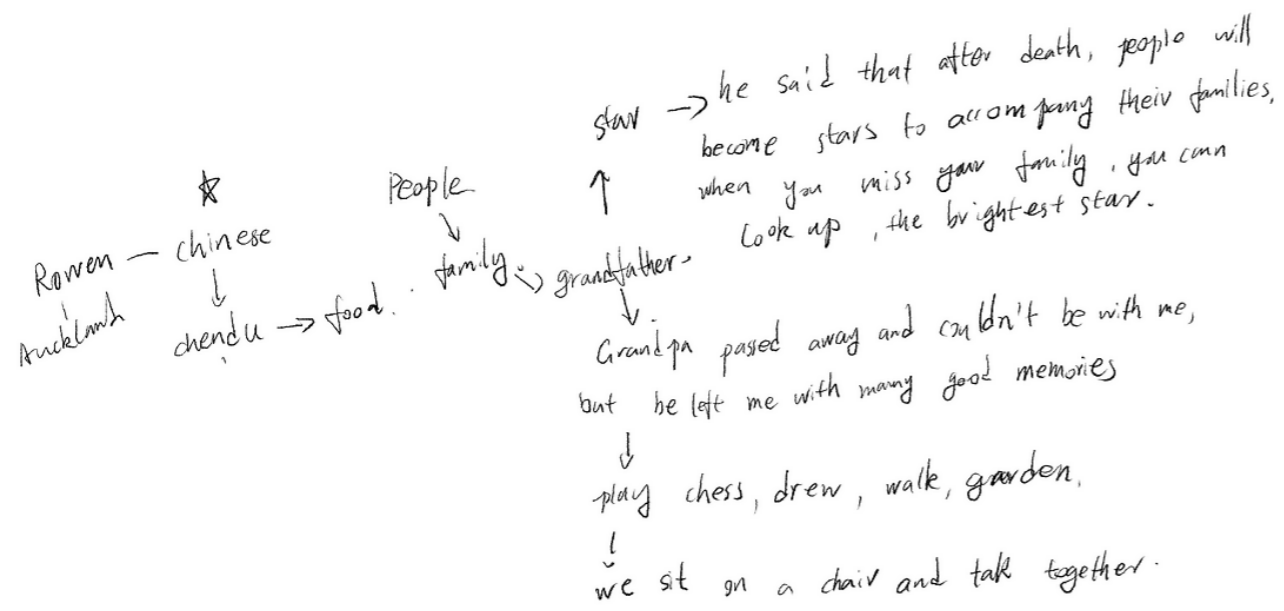 Rowen — chinese
Auckland
chendu → food.
People
family
grandfather
star → he said that after death, people will
become stars to accompany their families,
when you miss your family, you can
look up, the brightest star.
Grandpa passed away and couldn't be with me,
but he left me with many good memories
play chess, drew, walk, garden,
we sit on a chair and talk together.